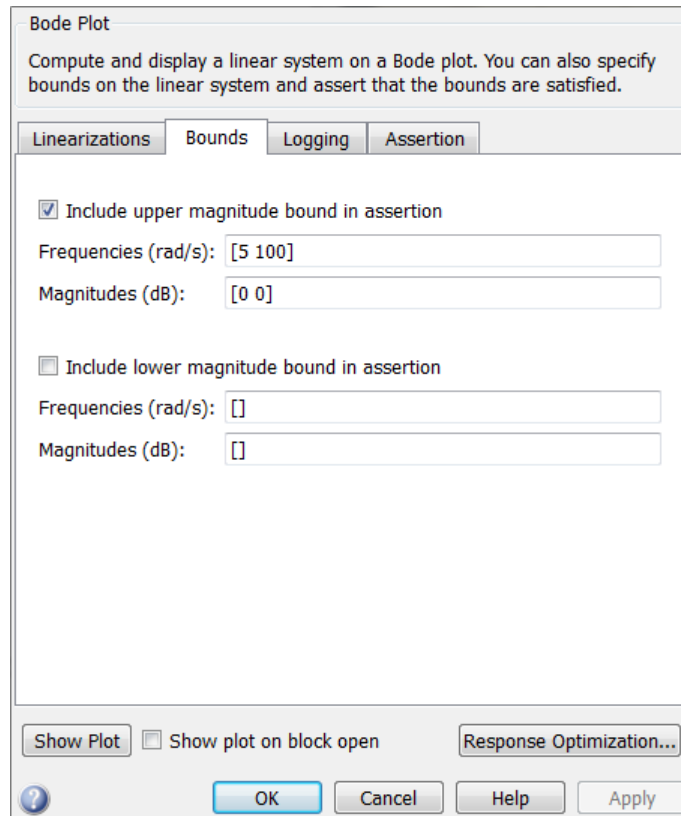 Bode Plot
Compute and display a linear system on a Bode plot. You can also specify
bounds on the linear system and assert that the bounds are satisfied.
Linearizations Bounds Logging Assertion
Include upper magnitude bound in assertion
Frequencies (rad/s): [5 100]
Magnitudes (dB): [0 0]
Include lower magnitude bound in assertion
Frequencies (rad/s): []
Magnitudes (dB): []
Show Plot Show plot on block open Response Optimization...
? OK Cancel Help Apply